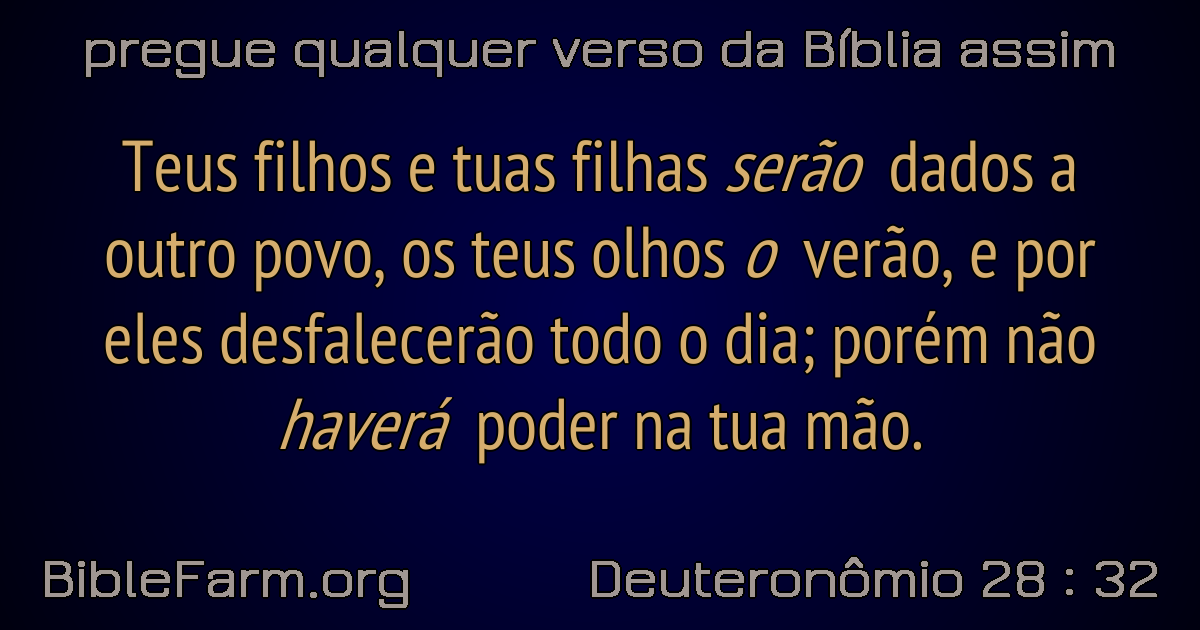 pregue qualquer verso da Bíblia assim
Teus filhos e tuas filhas serão dados a
outro povo, os teus olhos o verão, e por
eles desfalecerão todo o dia; porém não
haverá poder na tua mão.
BibleFarm.org
Deuteronômio 28 : 32